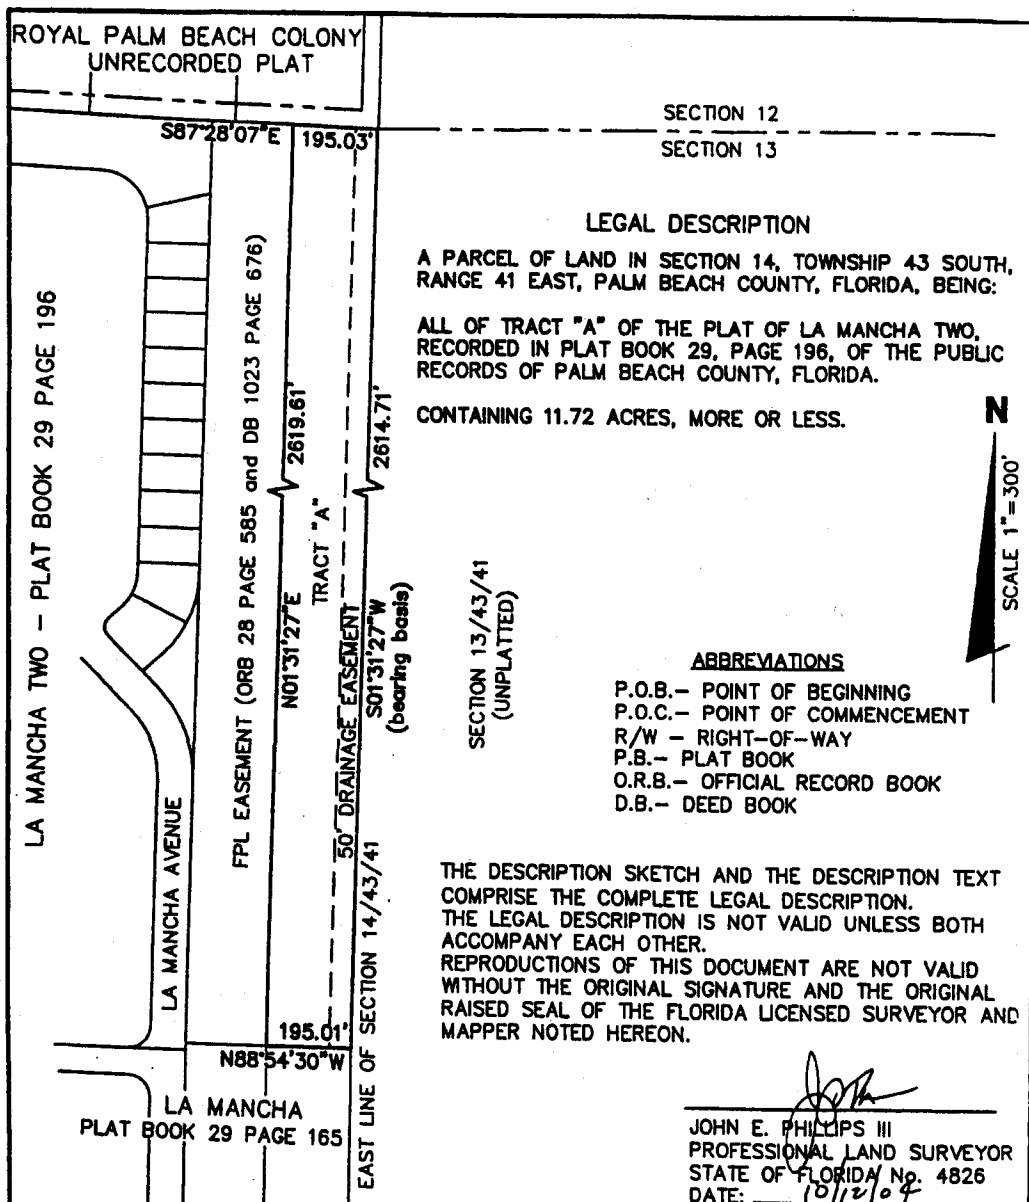 ROYAL PALM BEACH COLONY
UNRECORDED PLAT
SECTION 12
SECTION 13
S87°28'07"E
195.03'
LA MANCHA TWO - PLAT BOOK 29 PAGE 196
FPL EASEMENT (ORB 28 PAGE 585 and DB 1023 PAGE 676)
2619.61'
N01°31'27"E
TRACT "A"
50' DRAINAGE EASEMENT
2614.71'
S01°31'27"W
(bearing basis)
SECTION 13/43/41
(UNPLATTED)
LA MANCHA AVENUE
EAST LINE OF SECTION 14/43/41
195.01'
N88°54'30"W
LA MANCHA
PLAT BOOK 29 PAGE 165
LEGAL DESCRIPTION
A PARCEL OF LAND IN SECTION 14, TOWNSHIP 43 SOUTH,
RANGE 41 EAST, PALM BEACH COUNTY, FLORIDA, BEING:
ALL OF TRACT "A" OF THE PLAT OF LA MANCHA TWO,
RECORDED IN PLAT BOOK 29, PAGE 196, OF THE PUBLIC
RECORDS OF PALM BEACH COUNTY, FLORIDA.
CONTAINING 11.72 ACRES, MORE OR LESS.
N
SCALE 1"=300'
ABBREVIATIONS
P.O.B.- POINT OF BEGINNING
P.O.C.- POINT OF COMMENCEMENT
R/W - RIGHT-OF-WAY
P.B.- PLAT BOOK
O.R.B.- OFFICIAL RECORD BOOK
D.B.- DEED BOOK
THE DESCRIPTION SKETCH AND THE DESCRIPTION TEXT
COMPRISE THE COMPLETE LEGAL DESCRIPTION.
THE LEGAL DESCRIPTION IS NOT VALID UNLESS BOTH
ACCOMPANY EACH OTHER.
REPRODUCTIONS OF THIS DOCUMENT ARE NOT VALID
WITHOUT THE ORIGINAL SIGNATURE AND THE ORIGINAL
RAISED SEAL OF THE FLORIDA LICENSED SURVEYOR AND
MAPPER NOTED HEREON.
JOHN E. PHILLIPS III
PROFESSIONAL LAND SURVEYOR
STATE OF FLORIDA No. 4826
DATE: 10/12/04